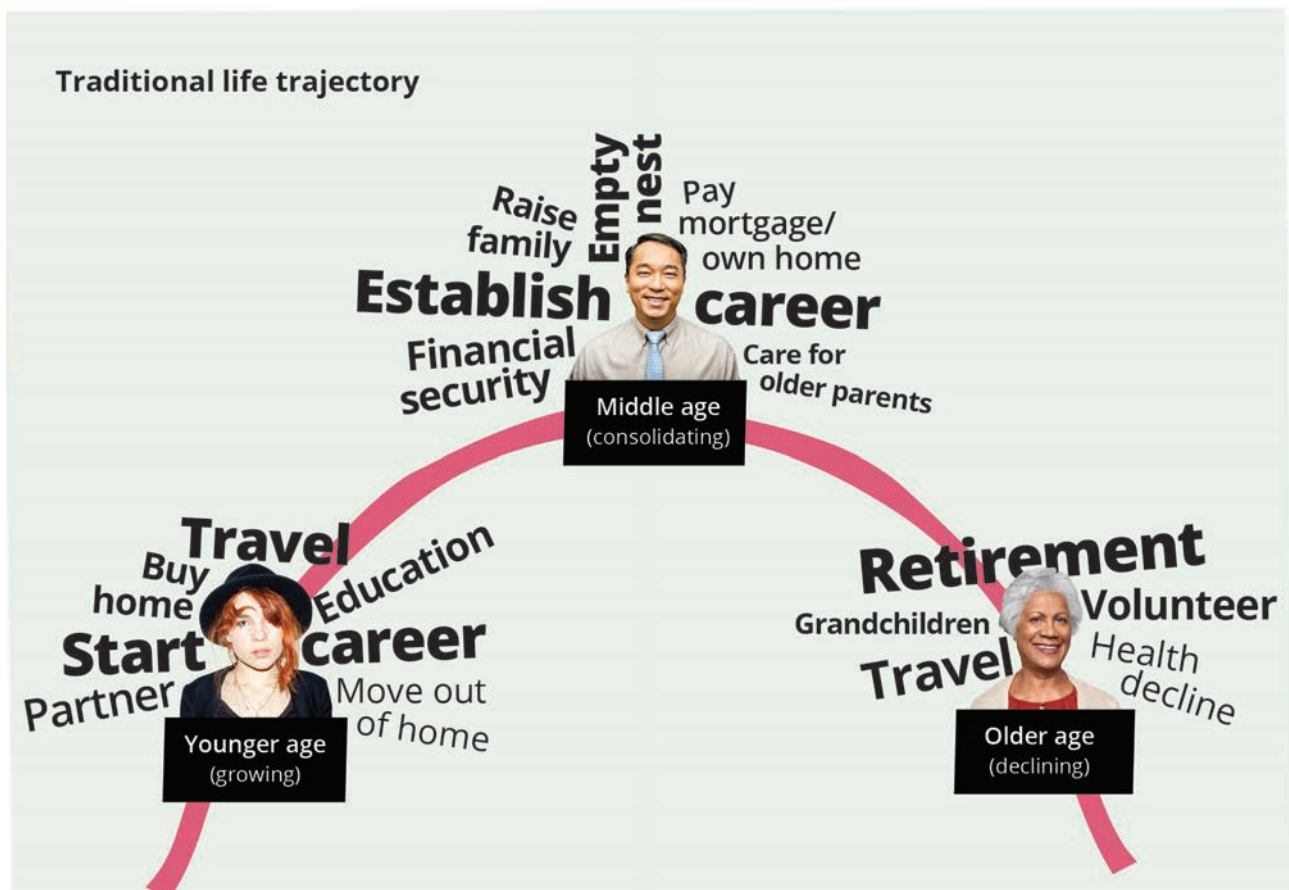 Traditional life trajectory
Raise
family
Empty
nest
Pay
mortgage/
own home
Establish career
Financial
security
Care for
older parents
Middle age
(consolidating)
Travel
Buy
home
Education
Start career
Partner
Move out
of home
Younger age
(growing)
Retirement
Grandchildren
Volunteer
Travel
Health
decline
Older age
(declining)